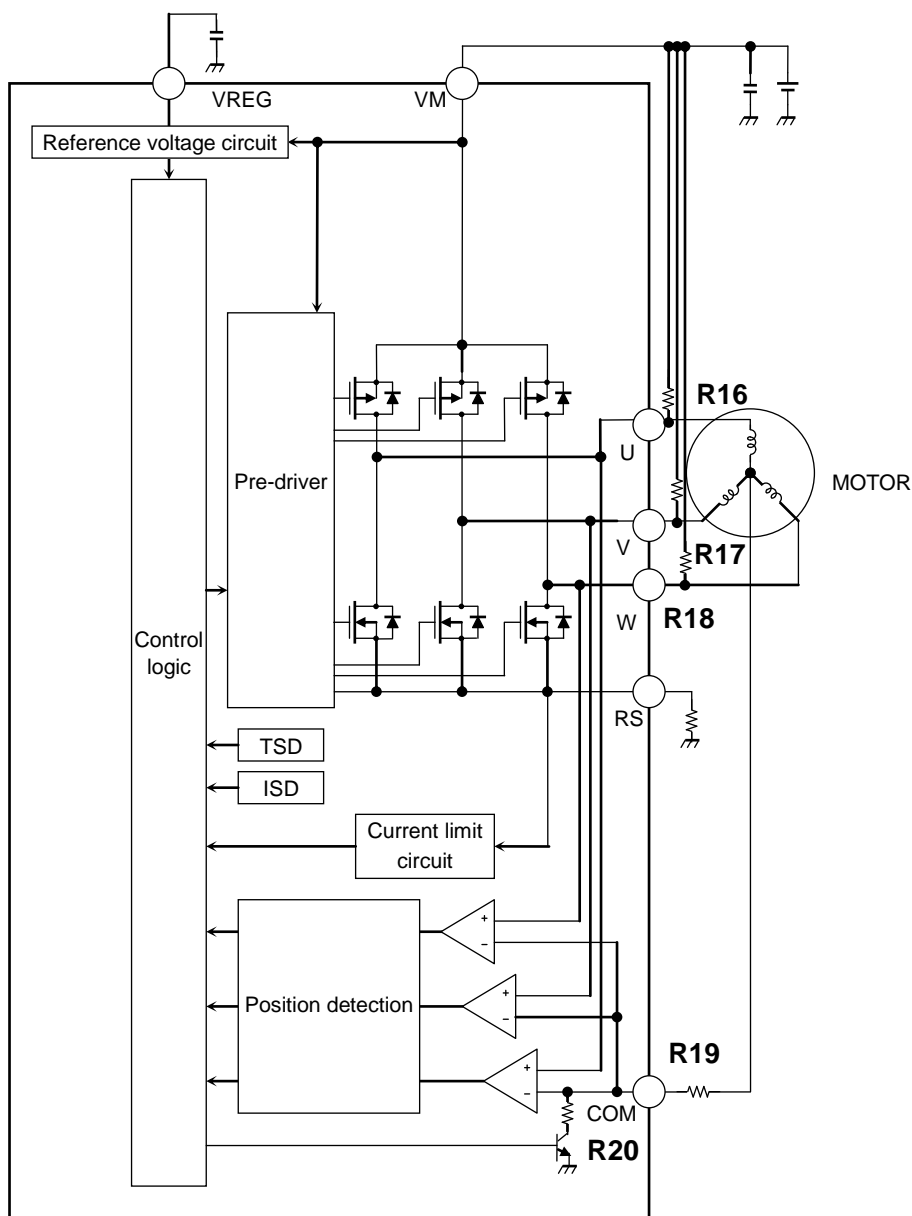 VREG
VM
Reference voltage circuit
R16
U
Pre-driver
MOTOR
V
R17
W
R18
Control
logic
RS
TSD
ISD
Current limit
circuit
+
−
+
Position detection
−
R19
+
−
COM
R20